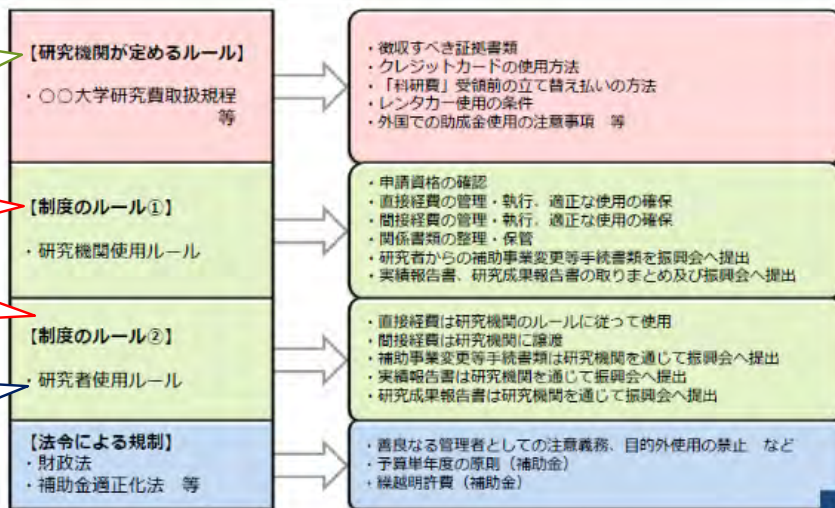 【研究機関が定めるルール】
・○○大学研究費取扱規程
等
・徴収すべき証拠書類
・クレジットカードの使用方法
・「科研費」受領前の立て替え払いの方法
・レンタカー使用の条件
・外国での助成金使用の注意事項　等
【制度のルール①】
・研究機関使用ルール
・申請資格の確認
・直接経費の管理・執行、適正な使用の確保
・間接経費の管理・執行、適正な使用の確保
・関係書類の整理・保管
・研究者からの補助事業変更等手続書類を振興会へ提出
・実績報告書、研究成果報告書の取りまとめ及び振興会へ提出
【制度のルール②】
・研究者使用ルール
・直接経費は研究機関のルールに従って使用
・間接経費は研究機関に譲渡
・補助事業変更等手続書類は研究機関を通じて振興会へ提出
・実績報告書は研究機関を通じて振興会へ提出
・研究成果報告書は研究機関を通じて振興会へ提出
【法令による規制】
・財政法
・補助金適正化法　等
・善良なる管理者としての注意義務、目的外使用の禁止　など
・予算単年度の原則（補助金）
・繰越明許費（補助金）